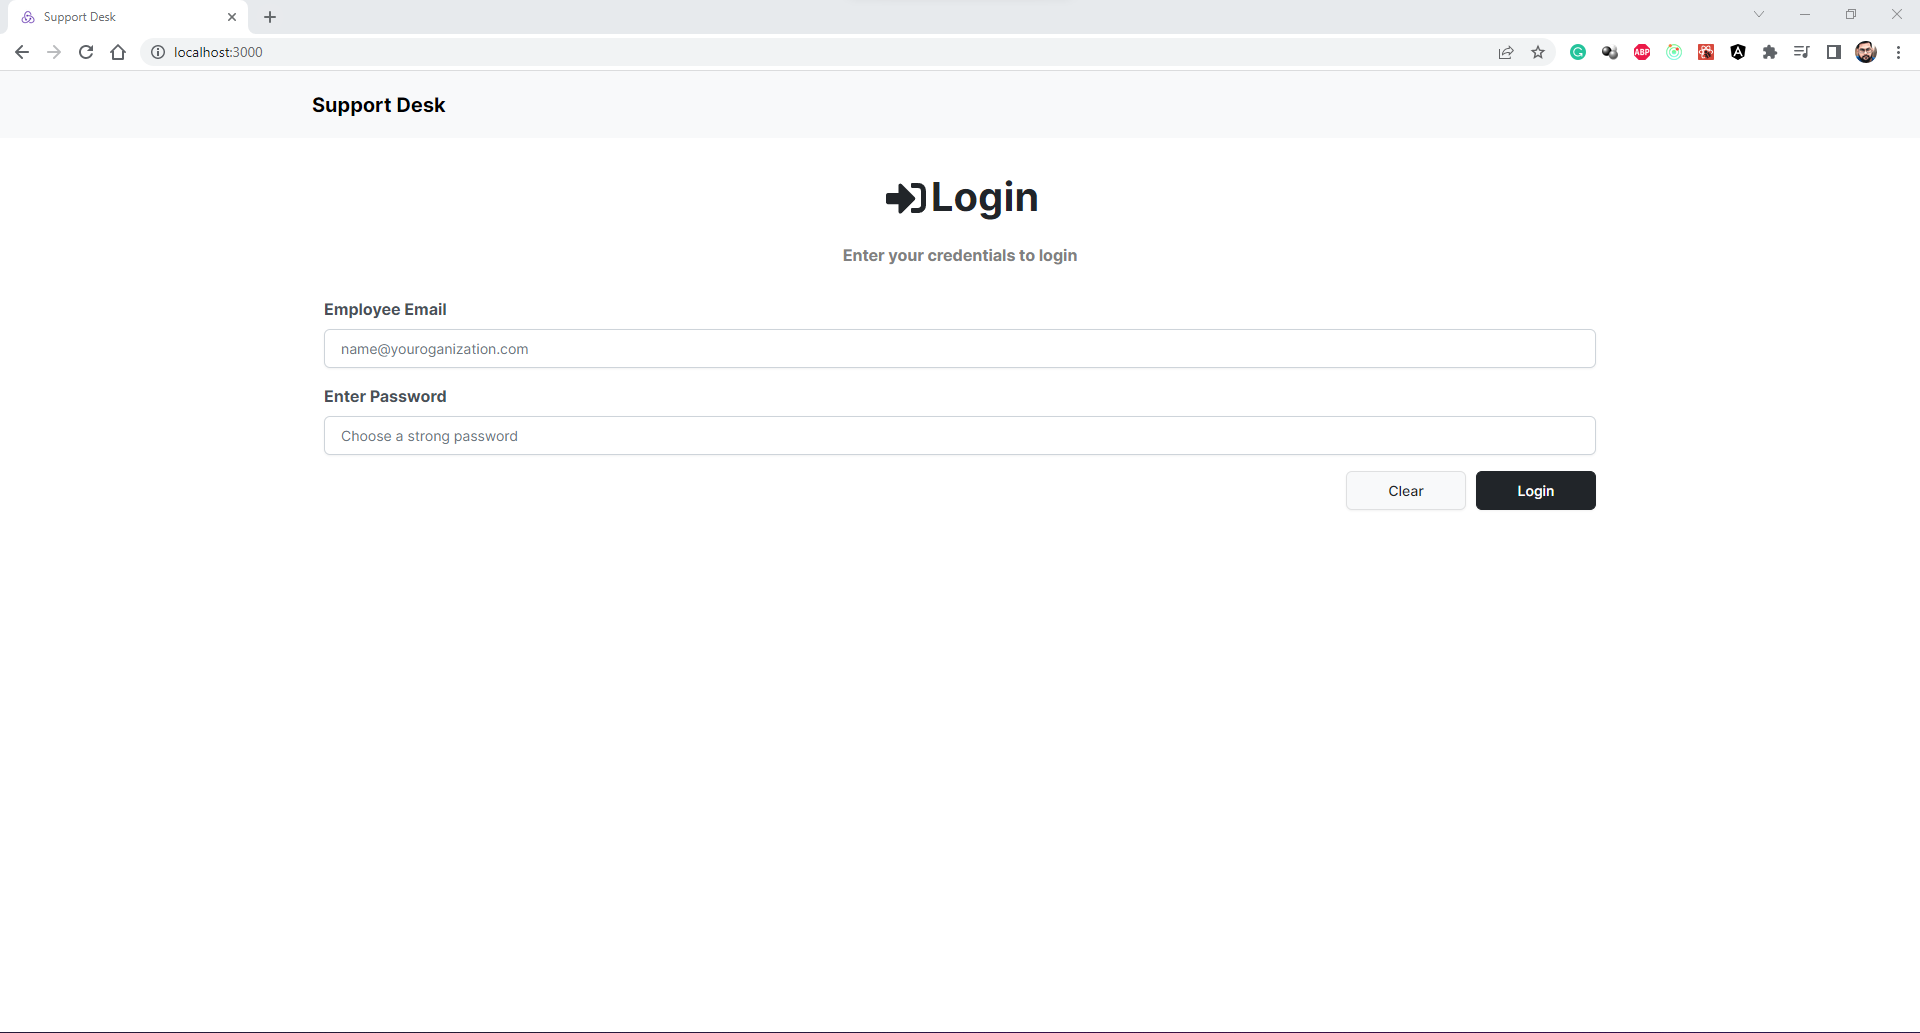 Support Desk
localhost:3000
ABP
Support Desk
Login
Enter your credentials to login
Employee Email
name@youroganization.com
Enter Password
Choose a strong password
Clear
Login